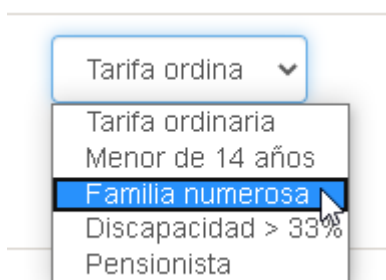 Tarifa ordina
Tarifa ordinaria
Menor de 14 años
Familia numerosa
Discapacidad > 33%
Pensionista